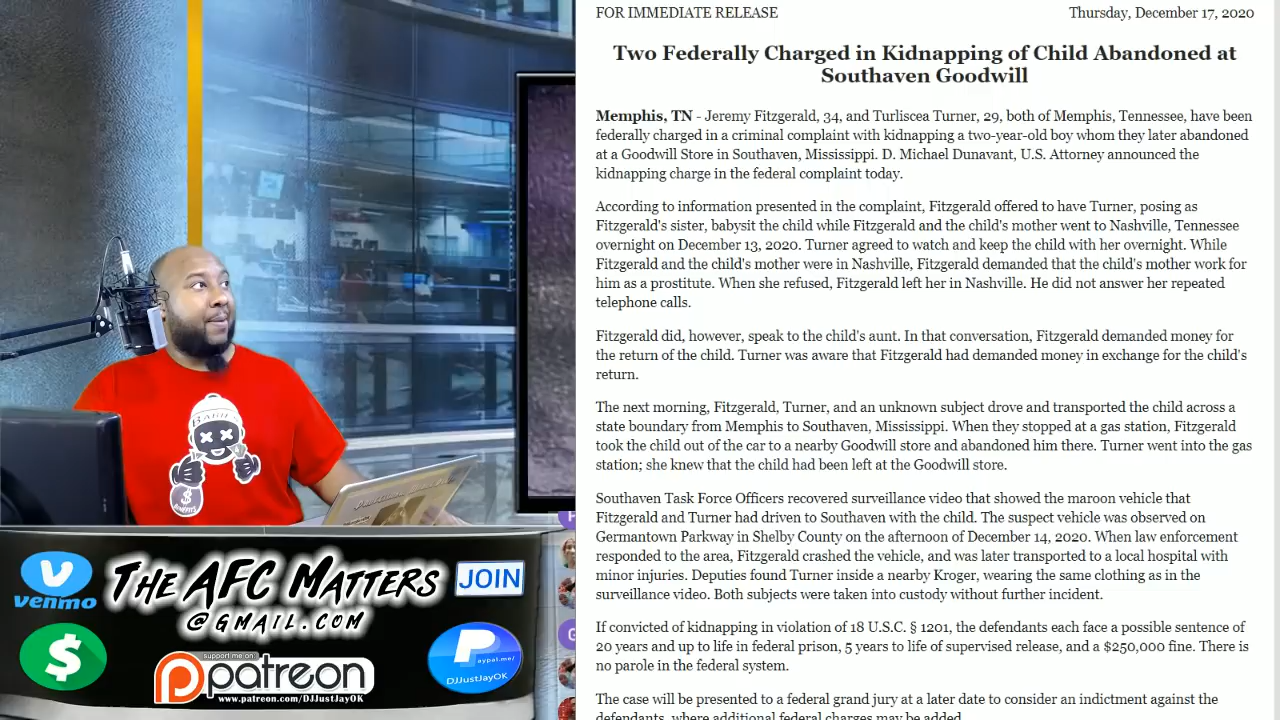 FOR IMMEDIATE RELEASE
Thursday, December 17, 2020
Two Federally Charged in Kidnapping of Child Abandoned at
Southaven Goodwill
Memphis, TN - Jeremy Fitzgerald, 34, and Turliscea Turner, 29, both of Memphis, Tennessee, have been
federally charged in a criminal complaint with kidnapping a two-year-old boy whom they later abandoned
at a Goodwill Store in Southaven, Mississippi. D. Michael Dunavant, U.S. Attorney announced the
kidnapping charge in the federal complaint today.
According to information presented in the complaint, Fitzgerald offered to have Turner, posing as
Fitzgerald's sister, babysit the child while Fitzgerald and the child's mother went to Nashville, Tennessee
overnight on December 13, 2020. Turner agreed to watch and keep the child with her overnight. While
Fitzgerald and the child's mother were in Nashville, Fitzgerald demanded that the child's mother work for
him as a prostitute. When she refused, Fitzgerald left her in Nashville. He did not answer her repeated
telephone calls.
Fitzgerald did, however, speak to the child's aunt. In that conversation, Fitzgerald demanded money for
the return of the child. Turner was aware that Fitzgerald had demanded money in exchange for the child's
return.
The next morning, Fitzgerald, Turner, and an unknown subject drove and transported the child across a
state boundary from Memphis to Southaven, Mississippi. When they stopped at a gas station, Fitzgerald
took the child out of the car to a nearby Goodwill store and abandoned him there. Turner went into the gas
station; she knew that the child had been left at the Goodwill store.
Southaven Task Force Officers recovered surveillance video that showed the maroon vehicle that
Fitzgerald and Turner had driven to Southaven with the child. The suspect vehicle was observed on
Germantown Parkway in Shelby County on the afternoon of December 14, 2020. When law enforcement
responded to the area, Fitzgerald crashed the vehicle, and was later transported to a local hospital with
minor injuries. Deputies found Turner inside a nearby Kroger, wearing the same clothing as in the
surveillance video. Both subjects were taken into custody without further incident.
If convicted of kidnapping in violation of 18 U.S.C. § 1201, the defendants each face a possible sentence of
20 years and up to life in federal prison, 5 years to life of supervised release, and a $250,000 fine. There is
no parole in the federal system.
The case will be presented to a federal grand jury at a later date to consider an indictment against the
defendants, where additional federal charges may be added.
venmo
THE AFC MATTERS
@GMAIL.COM
JOIN
$
support me on
patreon
www.patreon.com/DJJustJayOK
Paypal.me/
DJJustJayOK